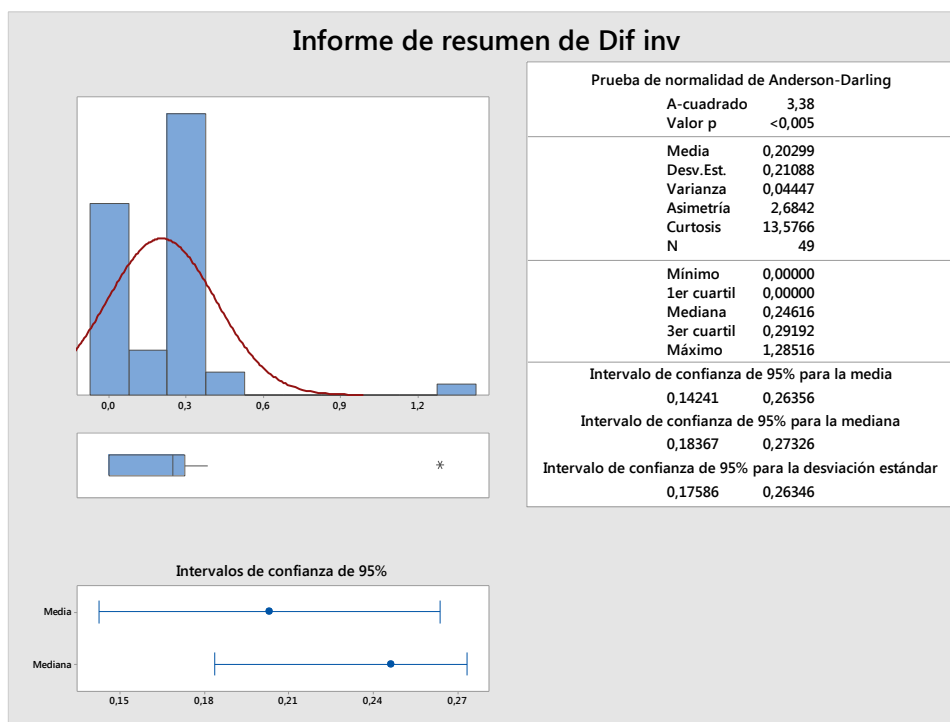 Informe de resumen de Dif inv
0,0 0,3 0,6 0,9 1,2
Intervalos de confianza de 95%
Media
Mediana
0,15 0,18 0,21 0,24 0,27
Prueba de normalidad de Anderson-Darling
A-cuadrado 3,38
Valor p <0,005
Media 0,20299
Desv.Est. 0,21088
Varianza 0,04447
Asimetría 2,6842
Curtosis 13,5766
N 49
Mínimo 0,00000
1er cuartil 0,00000
Mediana 0,24616
3er cuartil 0,29192
Máximo 1,28516
Intervalo de confianza de 95% para la media
0,14241 0,26356
Intervalo de confianza de 95% para la mediana
0,18367 0,27326
Intervalo de confianza de 95% para la desviación estándar
0,17586 0,26346